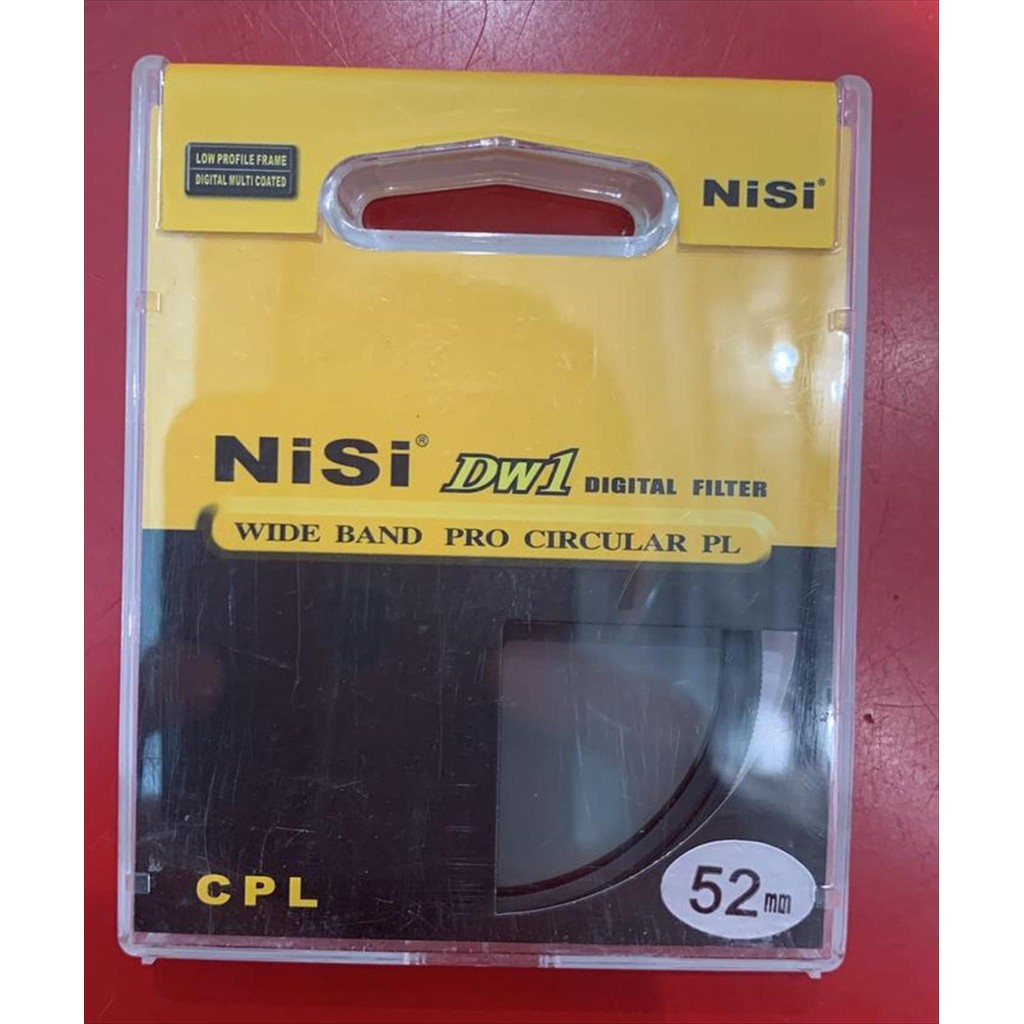 LOW PROFILE FRAME
DIGITAL MULTI COATED
NiSi®
NiSi® DW1 DIGITAL FILTER
WIDE BAND PRO CIRCULAR PL
CPL
52mm